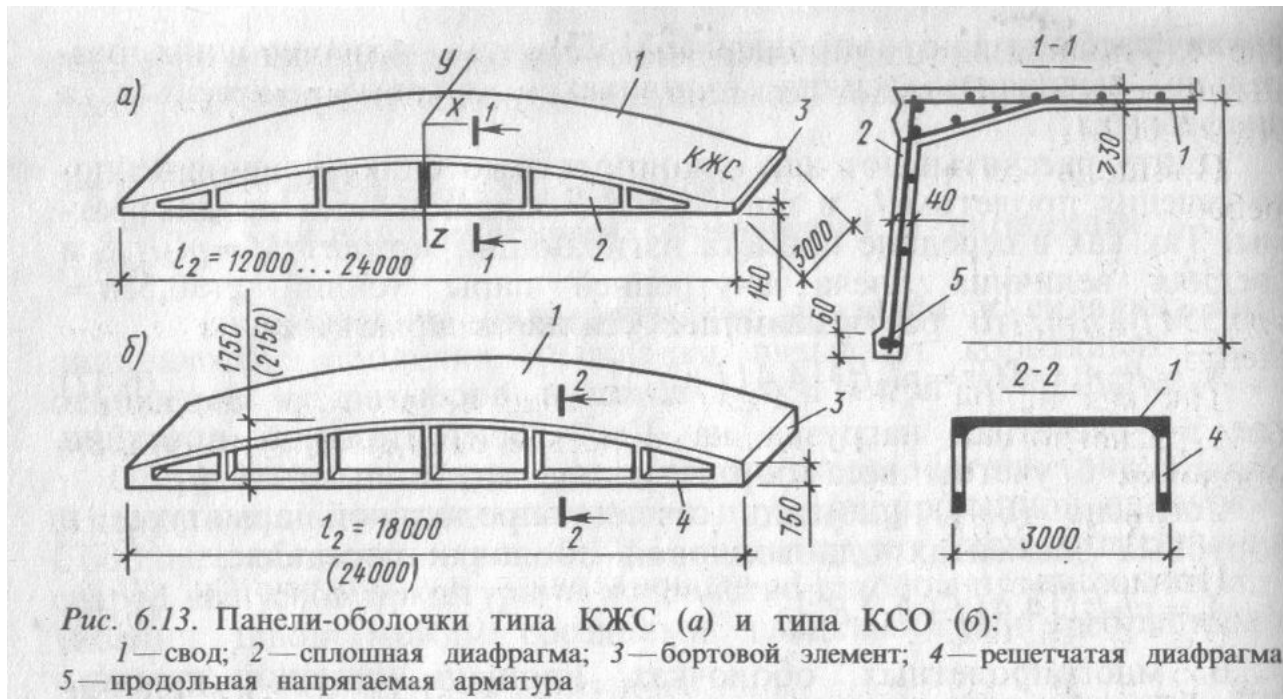 1-1
y
а)
x
1
1
3
2
КЖС
≥30
1
z
2
40
1
l₂ = 12000...24000
140
3000
60
5
1750
(2150)
б)
1
2
3
2-2
1
4
4
2
l₂ = 18000
(24000)
750
3000
Рис. 6.13. Панели-оболочки типа КЖС (а) и типа КСО (б):
1—свод; 2—сплошная диафрагма; 3—бортовой элемент; 4—решетчатая диафрагма
5—продольная напрягаемая арматура